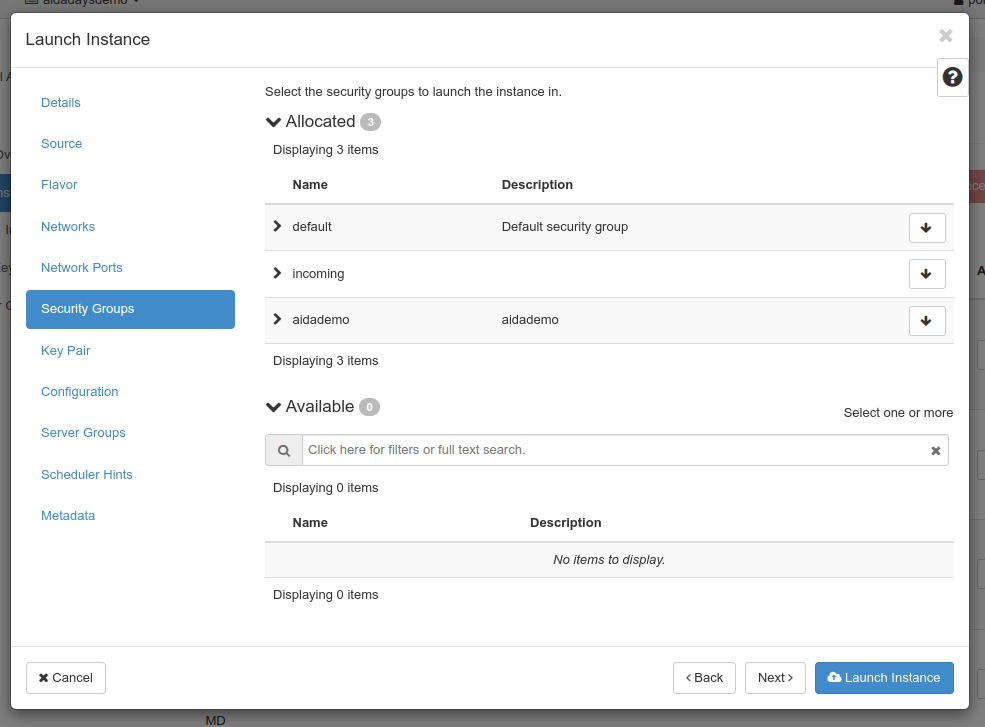 aidadaysdemo
Launch Instance
Details
Source
Flavor
Networks
Network Ports
Security Groups
Key Pair
Configuration
Server Groups
Scheduler Hints
Metadata
Select the security groups to launch the instance in.
Allocated 3
Displaying 3 items
Name Description
default Default security group
incoming
aidademo aidademo
Displaying 3 items
Available 0
Select one or more
Click here for filters or full text search.
Displaying 0 items
Name Description
No items to display.
Displaying 0 items
Cancel
Back
Next
Launch Instance
MD